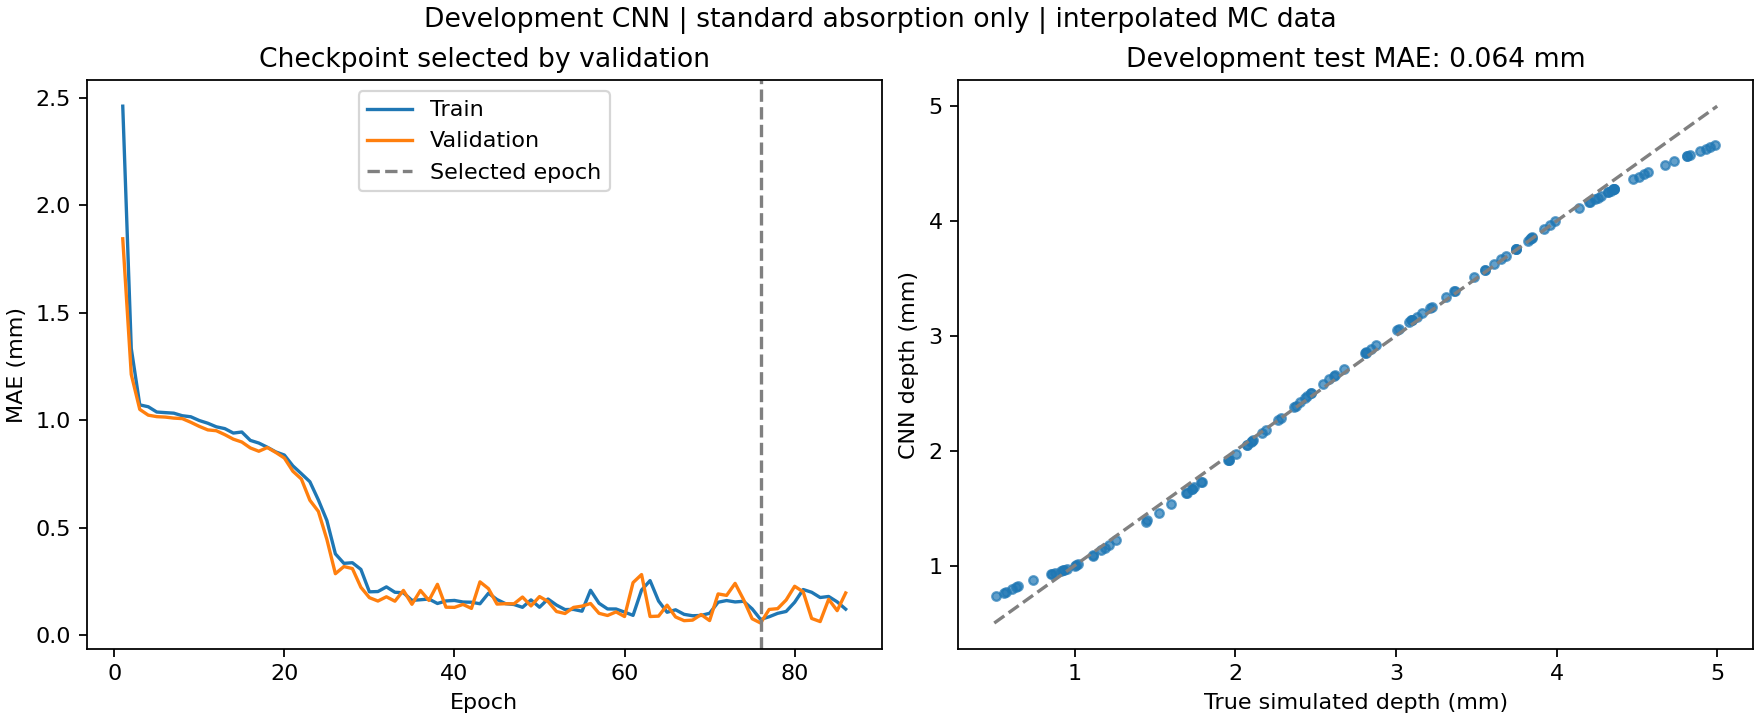 Development CNN | standard absorption only | interpolated MC data
Checkpoint selected by validation
2.5
2.0
1.5
1.0
0.5
0.0
MAE (mm)
Train
Validation
Selected epoch
0
20
40
60
80
Epoch
Development test MAE: 0.064 mm
5
4
3
2
1
CNN depth (mm)
1
2
3
4
5
True simulated depth (mm)